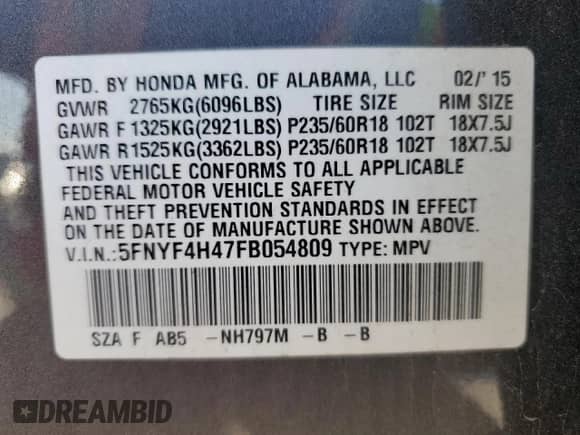 MFD. BY HONDA MFG. OF ALABAMA, LLC 02/' 15
GVWR 2765KG(6096LBS) TIRE SIZE RIM SIZE
GAWR F 1325KG(2921LBS) P235/60R18 102T 18X7.5J
GAWR R1525KG(3362LBS) P235/60R18 102T 18X7.5J
THIS VEHICLE CONFORMS TO ALL APPLICABLE
FEDERAL MOTOR VEHICLE SAFETY
AND THEFT PREVENTION STANDARDS IN EFFECT
ON THE DATE OF MANUFACTURE SHOWN ABOVE.
V.I.N.:5FNYF4H47FB054809 TYPE: MPV
SZA F AB5 -NH797M -B -B
DREAMBID